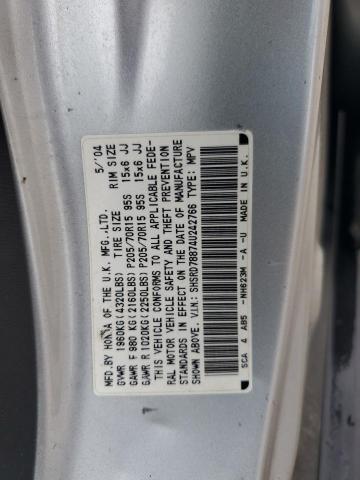 MFD.BY HONDA OF THE U.K. MFG.,LTD. 5/'04
GVWR 1960KG(4320LBS) TIRE SIZE RIM SIZE
GAWR F 980 KG(2160LBS)P205/70R15 95S 15x6 JJ
GAWR R 1020KG(2250LBS)P205/70R15 95S 15x6 JJ
THIS VEHICLE CONFORMS TO ALL APPLICABLE FEDE-
RAL MOTOR VEHICLE SAFETY AND BUMPER
STANDARDS IN EFFECT ON THE DATE OF MANUFACTURE
SHOWN ABOVE. V.I.N: SHSRD78874U242766 TYPE: MPV
SCA 4 AB5 -NH623M -A -U MADE IN U.K.